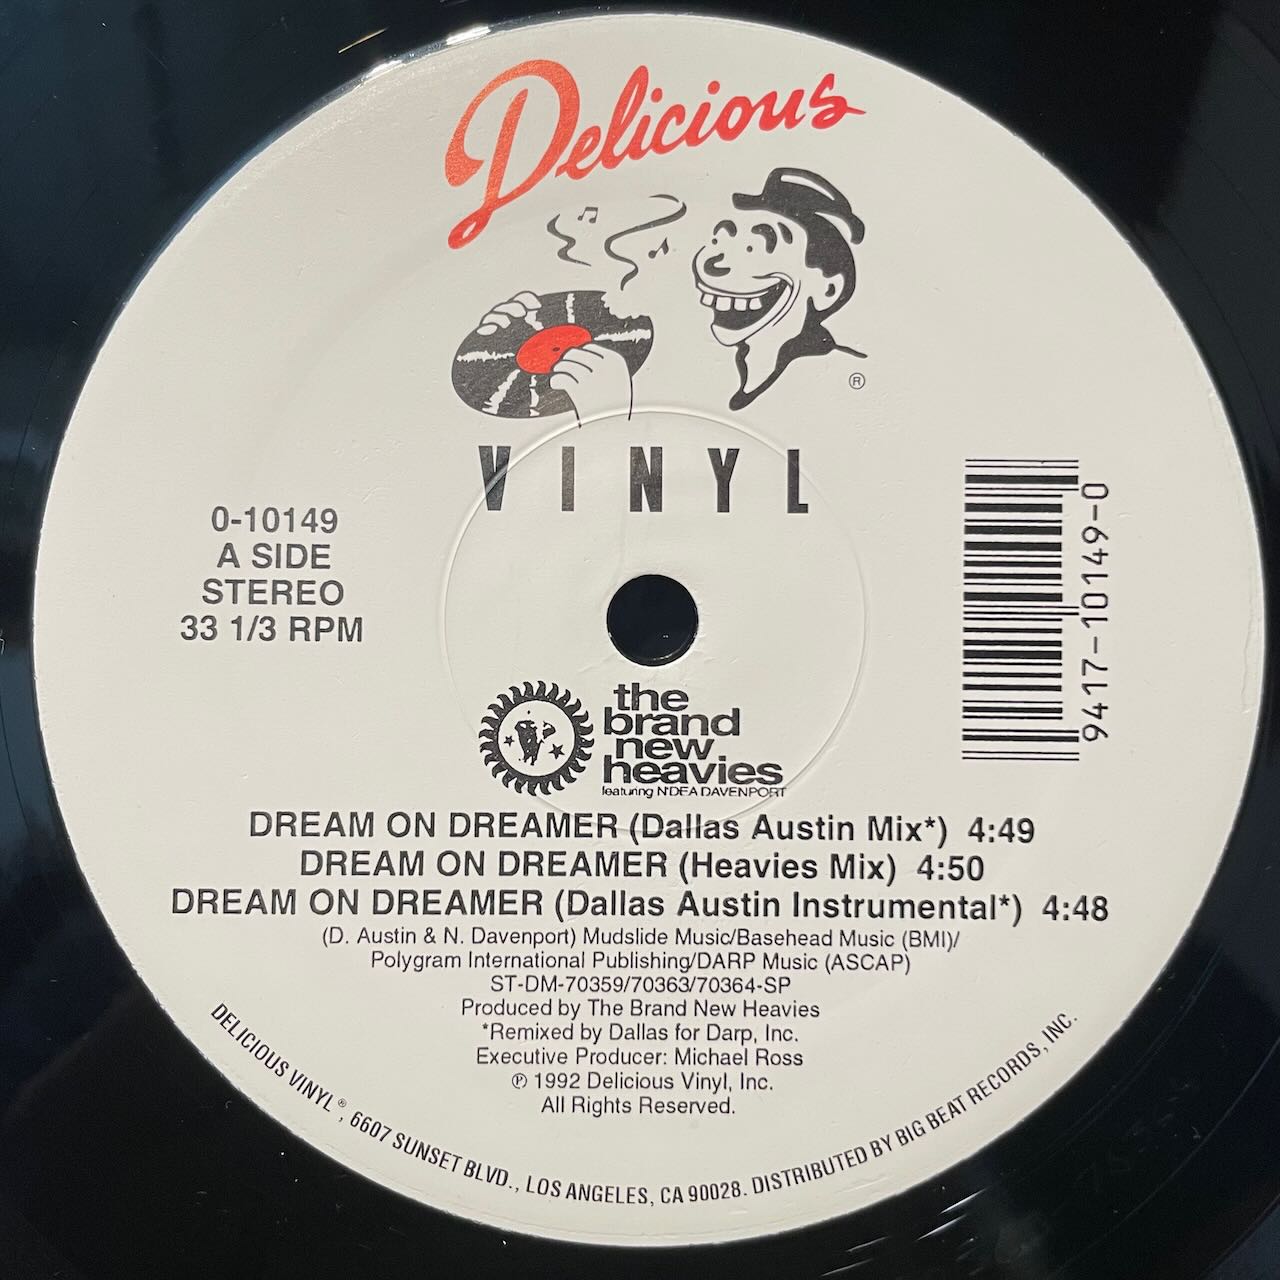 Delicious
®
VINYL
0-10149
A SIDE
STEREO
33 1/3 RPM
9417-10149-0
the
brand
new
heavies
featuring N'DEA DAVENPORT
DREAM ON DREAMER (Dallas Austin Mix*) 4:49
DREAM ON DREAMER (Heavies Mix) 4:50
DREAM ON DREAMER (Dallas Austin Instrumental*) 4:48
(D. Austin & N. Davenport) Mudslide Music/Basehead Music (BMI)/
Polygram International Publishing/DARP Music (ASCAP)
ST-DM-70359/70363/70364-SP
Produced by The Brand New Heavies
*Remixed by Dallas for Darp, Inc.
Executive Producer: Michael Ross
℗ 1992 Delicious Vinyl, Inc.
All Rights Reserved.
DELICIOUS VINYL®, 6607 SUNSET BLVD., LOS ANGELES, CA 90028. DISTRIBUTED BY BIG BEAT RECORDS, INC.